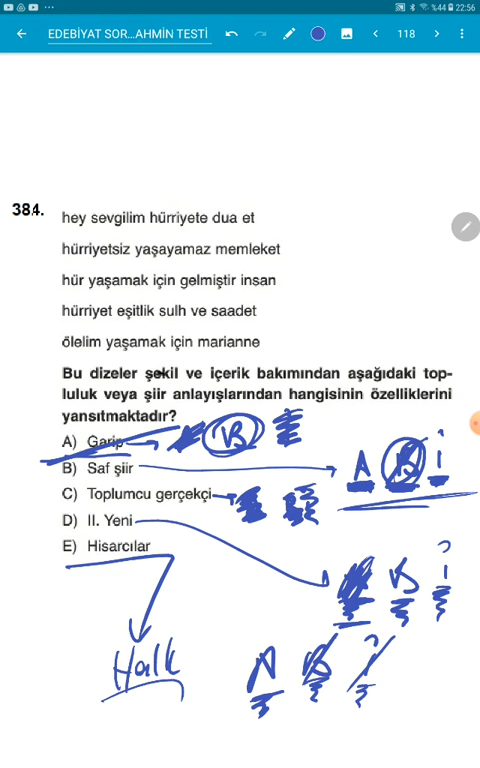 %44 22:56
EDEBİYAT SOR...AHMİN TESTİ
118
384.
hey sevgilim hürriyete dua et
hürriyetsiz yaşayamaz memleket
hür yaşamak için gelmiştir insan
hürriyet eşitlik sulh ve saadet
ölelim yaşamak için marianne
Bu dizeler şekil ve içerik bakımından aşağıdaki top-
luluk veya şiir anlayışlarından hangisinin özelliklerini
yansıtmaktadır?
A) Garip
B) Saf şiir
A B İ
C) Toplumcu gerçekçi
D) II. Yeni
E) Hisarcılar
Halk
A B İ